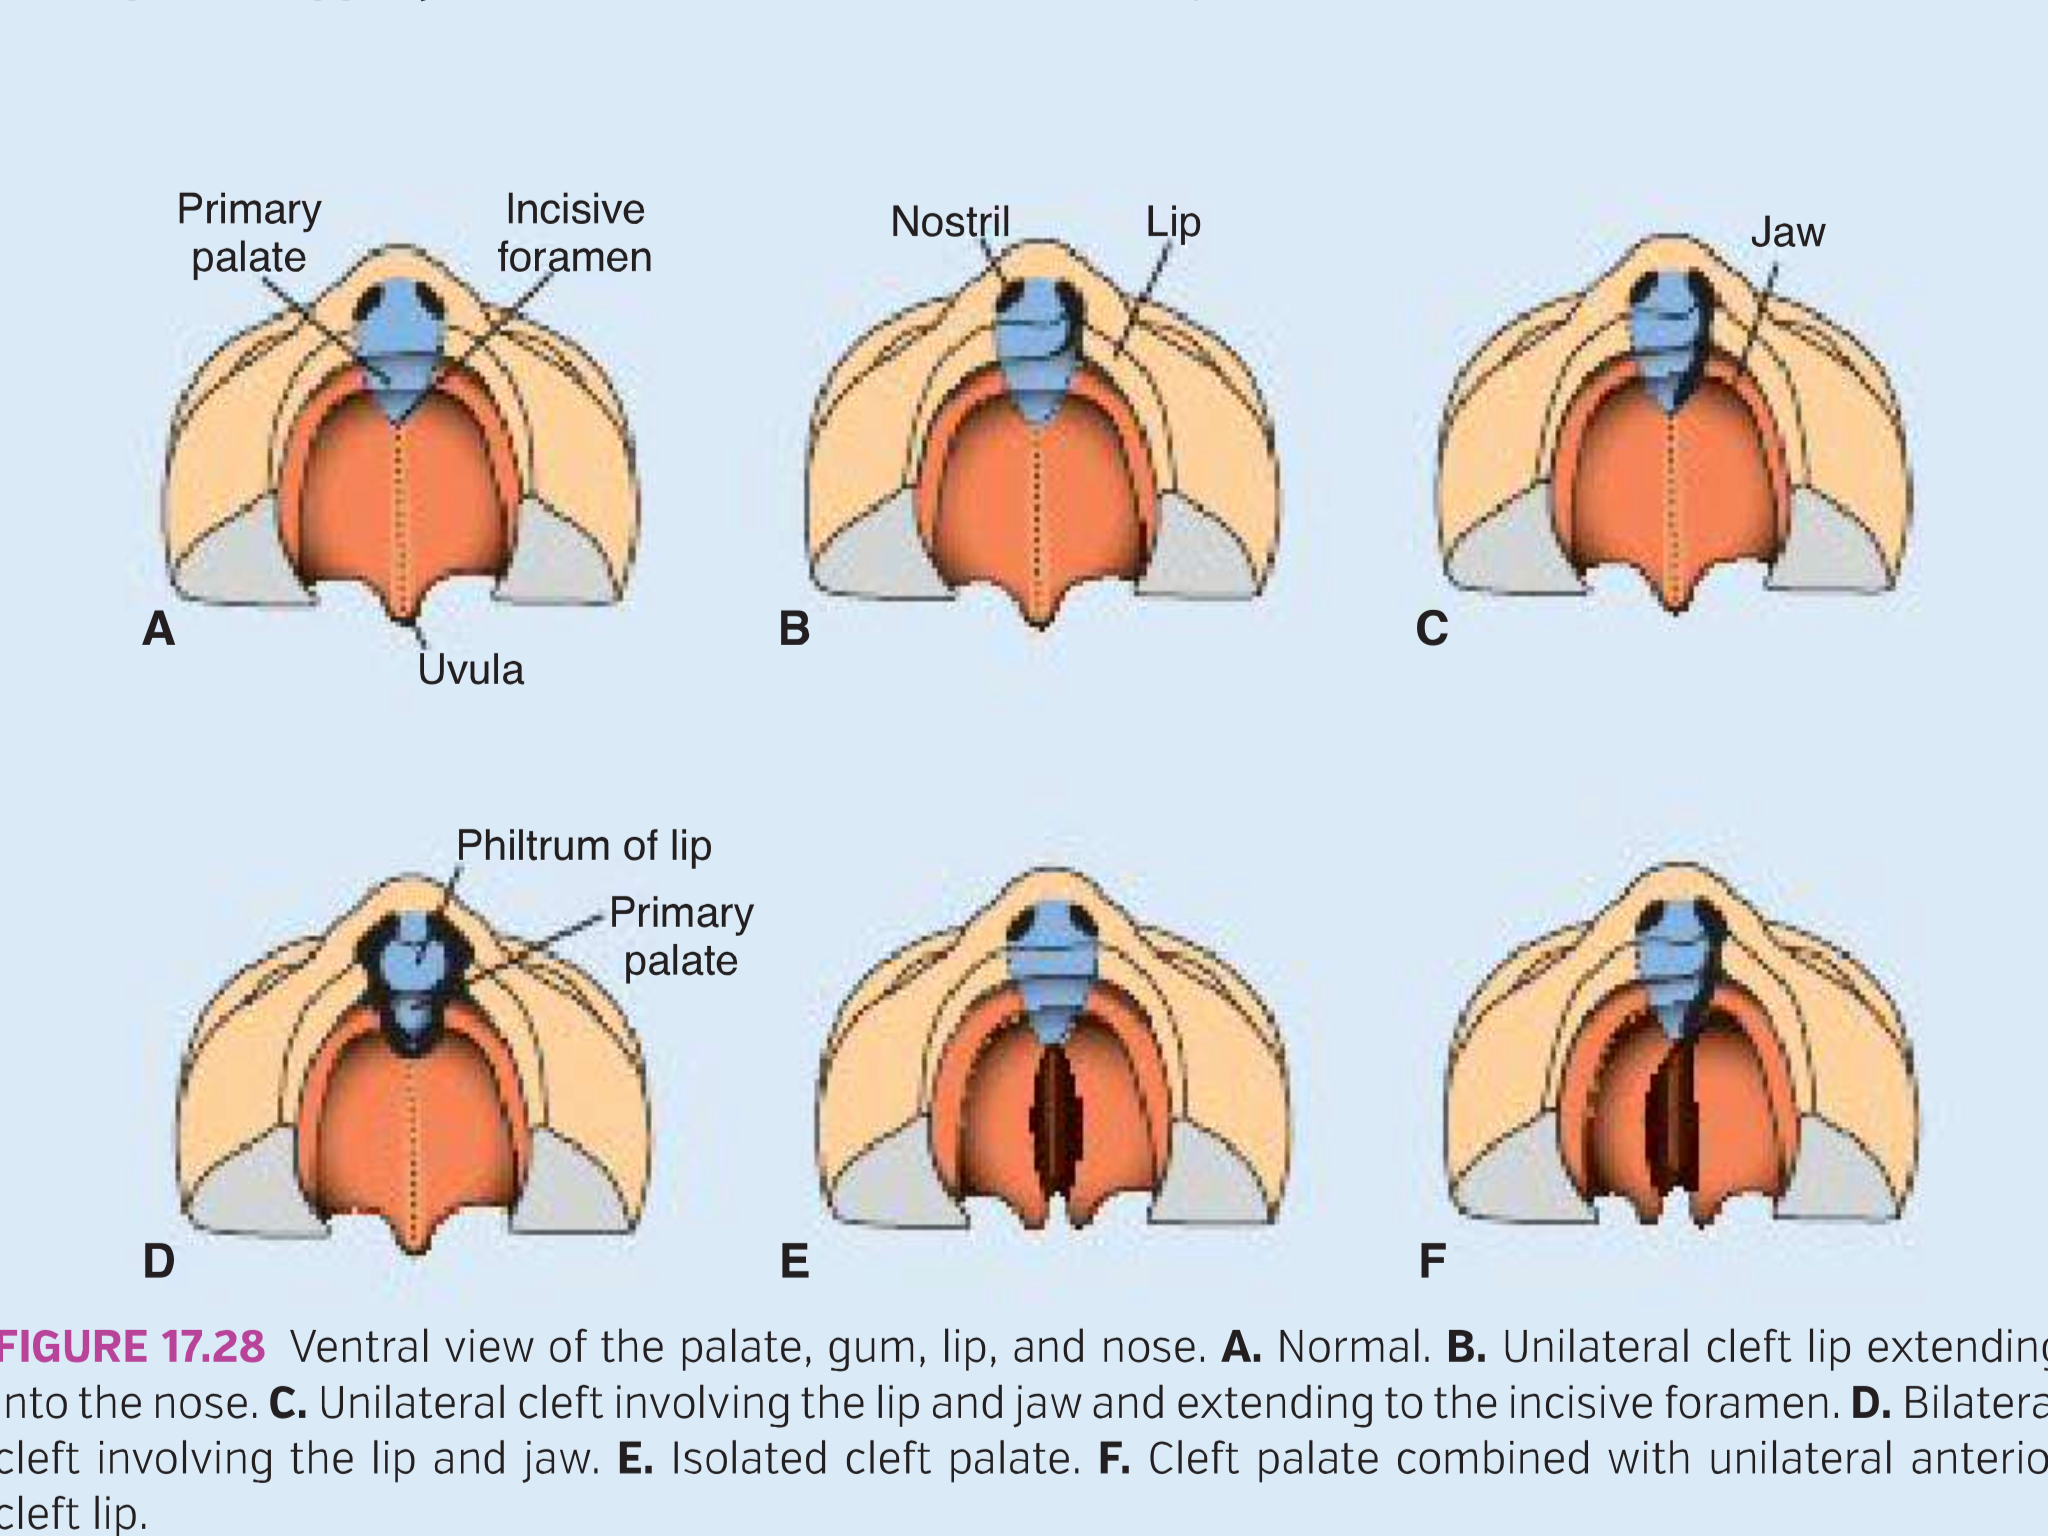 Primary
palate
Incisive
foramen
Nostril
Lip
Jaw
A
Uvula
B
C
Philtrum of lip
Primary
palate
D
E
F
FIGURE 17.28 Ventral view of the palate, gum, lip, and nose. A. Normal. B. Unilateral cleft lip extending
nto the nose. C. Unilateral cleft involving the lip and jaw and extending to the incisive foramen. D. Bilatera
cleft involving the lip and jaw. E. Isolated cleft palate. F. Cleft palate combined with unilateral anterio
cleft lip.